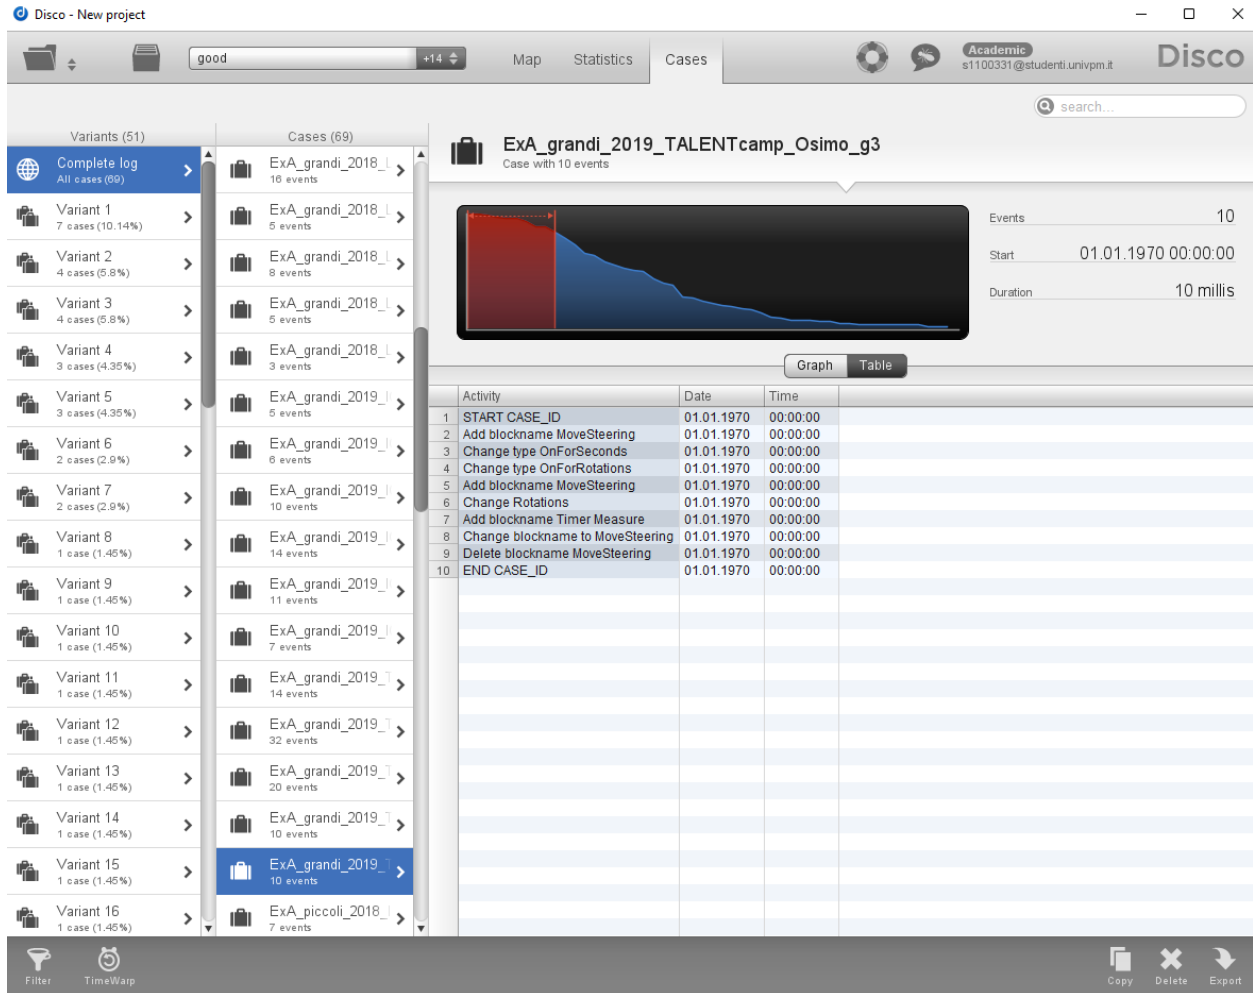 Disco - New project
good
+14
Map
Statistics
Cases
Academic
s1100331@studenti.univpm.it
Disco
search...
Variants (51)
Complete log
All cases (69)
Variant 1
7 cases (10.14%)
Variant 2
4 cases (5.8%)
Variant 3
4 cases (5.8%)
Variant 4
3 cases (4.35%)
Variant 5
3 cases (4.35%)
Variant 6
2 cases (2.9%)
Variant 7
2 cases (2.9%)
Variant 8
1 case (1.45%)
Variant 9
1 case (1.45%)
Variant 10
1 case (1.45%)
Variant 11
1 case (1.45%)
Variant 12
1 case (1.45%)
Variant 13
1 case (1.45%)
Variant 14
1 case (1.45%)
Variant 15
1 case (1.45%)
Variant 16
1 case (1.45%)
Cases (69)
ExA_grandi_2018_
16 events
ExA_grandi_2018_
5 events
ExA_grandi_2018_
8 events
ExA_grandi_2018_
5 events
ExA_grandi_2018_
3 events
ExA_grandi_2019_
5 events
ExA_grandi_2019_
6 events
ExA_grandi_2019_
10 events
ExA_grandi_2019_
14 events
ExA_grandi_2019_
11 events
ExA_grandi_2019_
7 events
ExA_grandi_2019_
14 events
ExA_grandi_2019_
32 events
ExA_grandi_2019_
20 events
ExA_grandi_2019_
10 events
ExA_grandi_2019_
10 events
ExA_piccoli_2018_
7 events
ExA_grandi_2019_TALENTcamp_Osimo_g3
Case with 10 events
Events 10
Start 01.01.1970 00:00:00
Duration 10 millis
Graph
Table
Activity Date Time
1 START CASE_ID 01.01.1970 00:00:00
2 Add blockname MoveSteering 01.01.1970 00:00:00
3 Change type OnForSeconds 01.01.1970 00:00:00
4 Change type OnForRotations 01.01.1970 00:00:00
5 Add blockname MoveSteering 01.01.1970 00:00:00
6 Change Rotations 01.01.1970 00:00:00
7 Add blockname Timer Measure 01.01.1970 00:00:00
8 Change blockname to MoveSteering 01.01.1970 00:00:00
9 Delete blockname MoveSteering 01.01.1970 00:00:00
10 END CASE_ID 01.01.1970 00:00:00
Filter
TimeWarp
Copy
Delete
Export